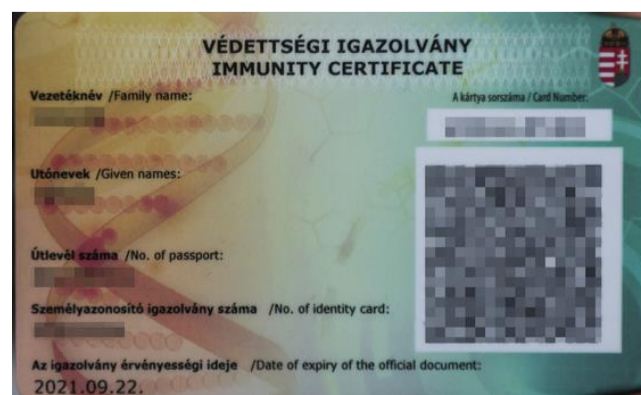 VÉDETTSÉGI IGAZOLVÁNY
IMMUNITY CERTIFICATE
Vezetéknév /Family name:
A kártya sorszáma / Card Number:
Utónevek /Given names:
Útlevél száma /No. of passport:
Személyazonosító igazolvány száma /No. of identity card:
Az igazolvány érvényességi ideje /Date of expiry of the official document:
2021.09.22.